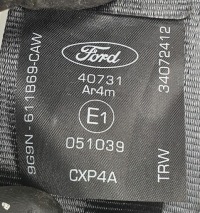 9G9N-611B69-CAW
Ford
40731
Ar4m
E1
051039
CXP4A
TRW
34072412